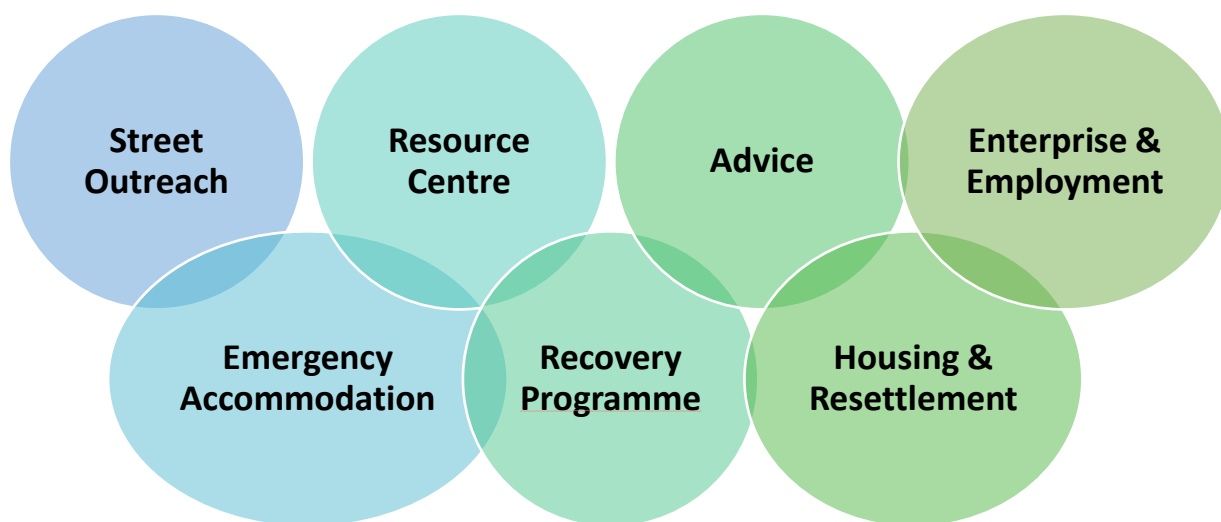 Street
Outreach
Resource
Centre
Advice
Enterprise &
Employment
Emergency
Accommodation
Recovery
Programme
Housing &
Resettlement